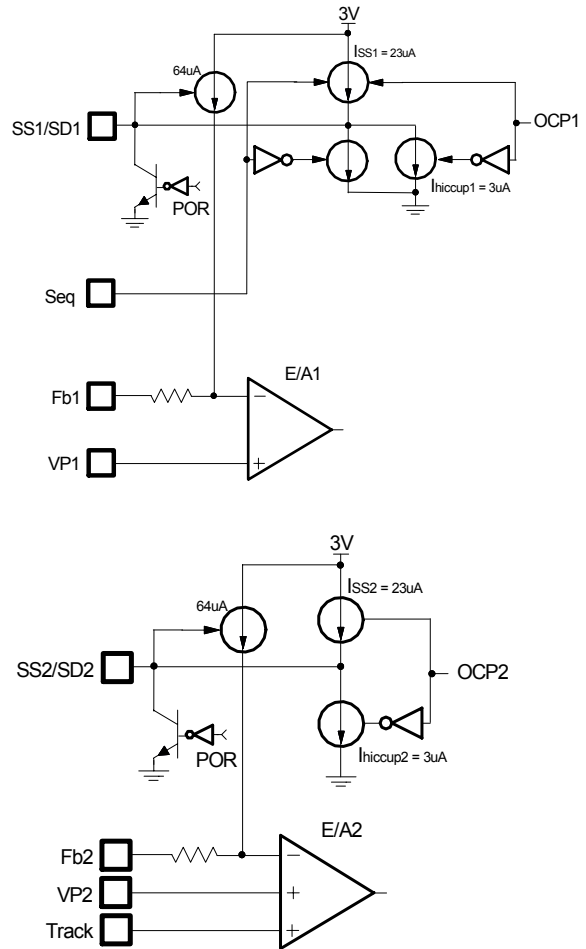 3V
ISS1 = 23uA
64uA
SS1/SD1
OCP1
Ihiccup1 = 3uA
POR
Seq
E/A1
Fb1
VP1
3V
ISS2 = 23uA
64uA
SS2/SD2
OCP2
POR
Ihiccup2 = 3uA
E/A2
Fb2
VP2
Track